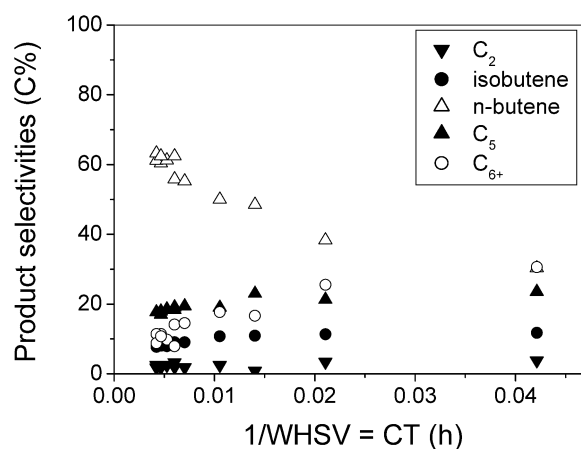 Product selectivities (C%)
100
80
60
40
20
0
0.00
0.01
0.02
0.03
0.04
1/WHSV = CT (h)
C₂
isobutene
n-butene
C₅
C₆₊